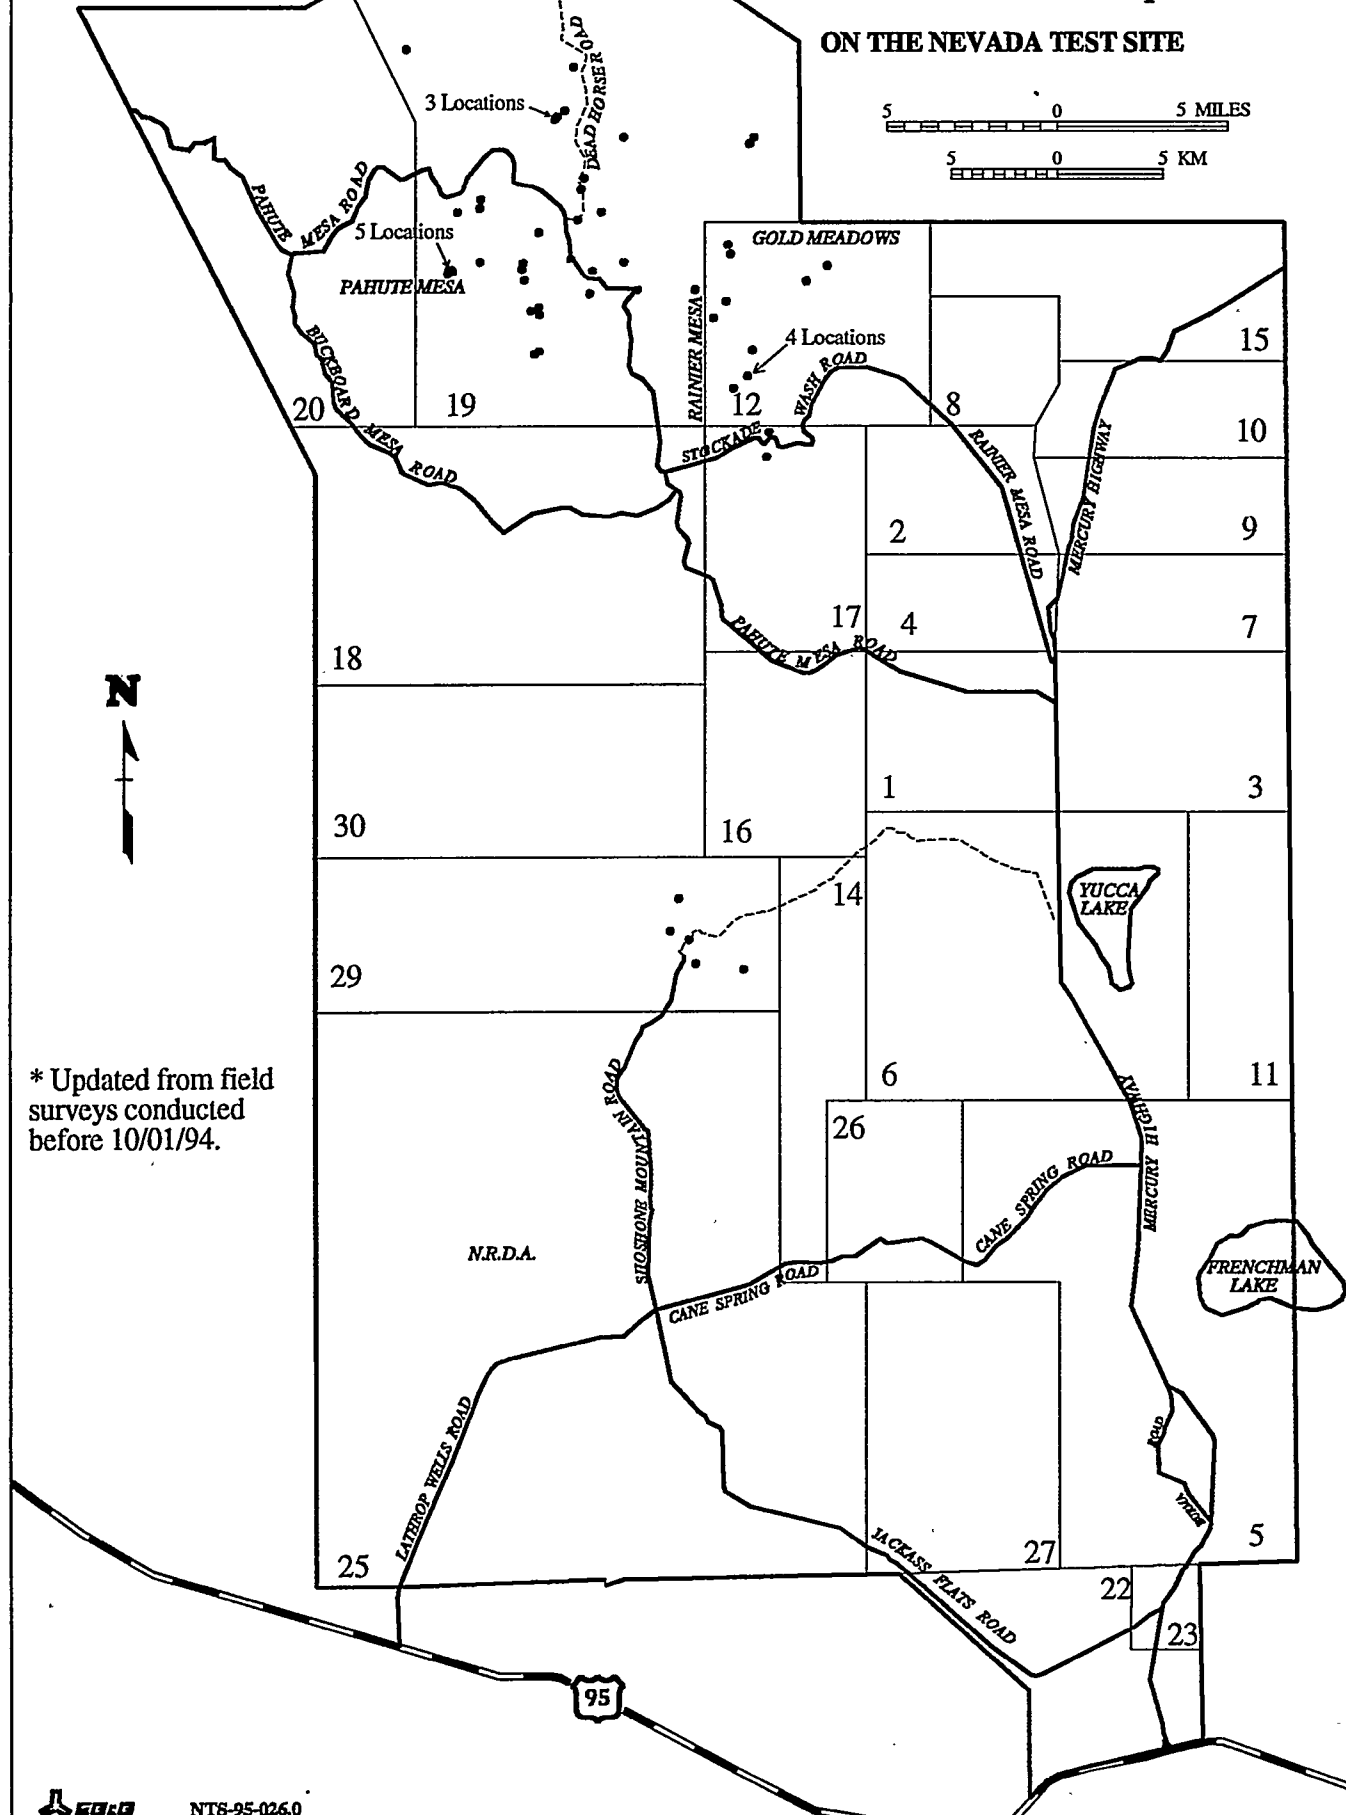 ON THE NEVADA TEST SITE
5 0 5 MILES
5 0 5 KM
DEAD HORSE ROAD
3 Locations
PAHUTE MESA ROAD
5 Locations
PAHUTE MESA
GOLD MEADOWS
RAINIER MESA
4 Locations
BUCKBOARD MESA ROAD
STOCKADE WASH ROAD
RAINIER MESA ROAD
MERCURY HIGHWAY
20
19
12
8
15
10
2
9
17
4
7
PAHUTE MESA ROAD
18
N
30
16
1
3
14
YUCCA
LAKE
29
* Updated from field
surveys conducted
before 10/01/94.
6
11
26
SHOSHONE MOUNTAIN ROAD
MERCURY HIGHWAY
CANE SPRING ROAD
N.R.D.A.
CANE SPRING ROAD
FRENCHMAN
LAKE
LATHROP WELLS ROAD
ROAD
JACKASS FLATS ROAD
25
27
5
22
23
95
EG&G
NTS-95-026.0